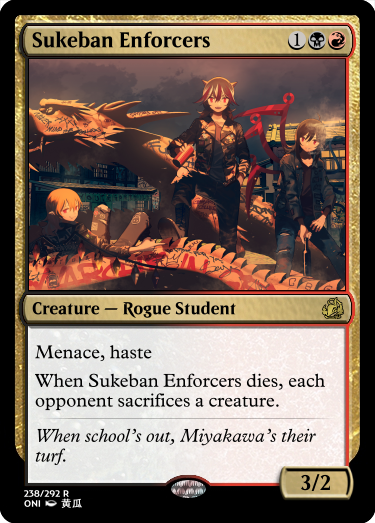 Sukeban Enforcers 1
Creature — Rogue Student
Menace, haste
When Sukeban Enforcers dies, each
opponent sacrifices a creature.
When school's out, Miyakawa's their
turf.
3/2
238/292 R
ONI 黄瓜